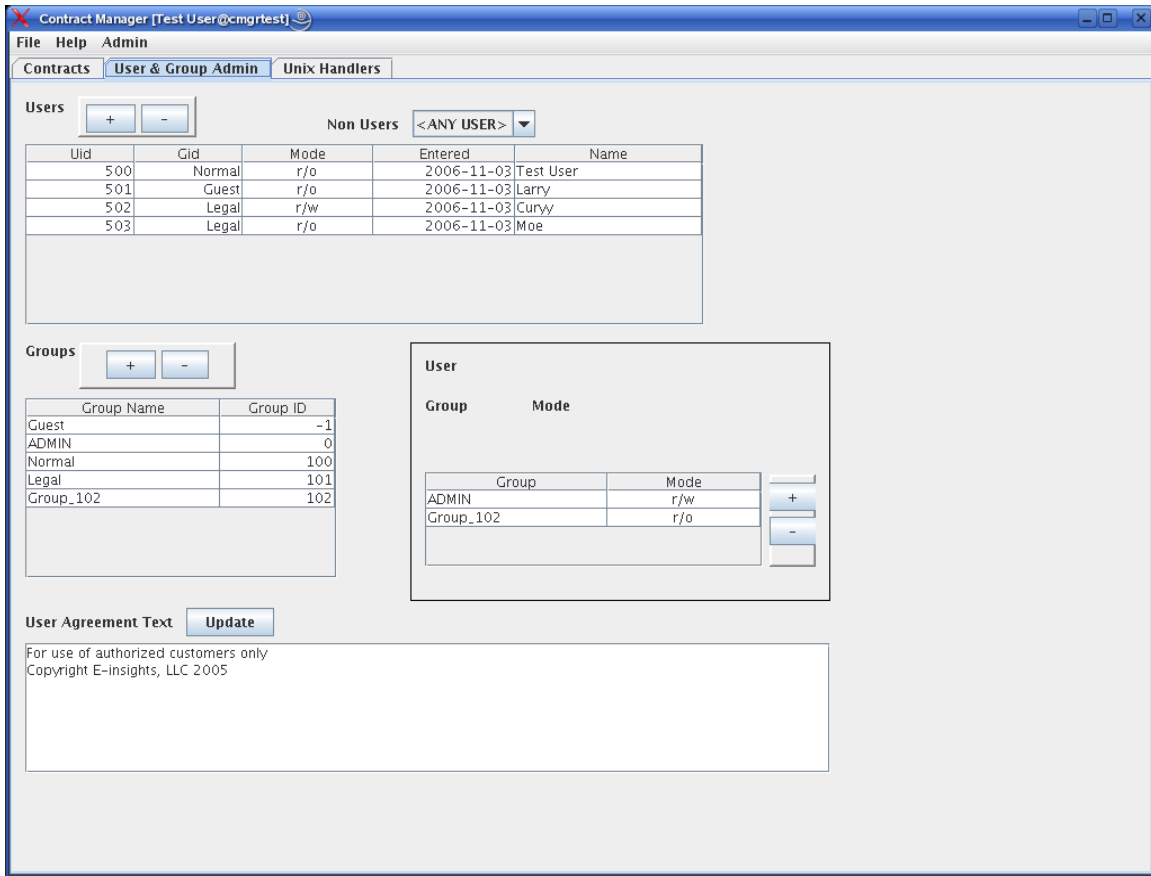 Contract Manager [Test User@cmgrtest]
File Help Admin
Contracts User & Group Admin Unix Handlers
Users + - Non Users <ANY USER>
Uid Gid Mode Entered Name
500 Normal r/o 2006-11-03 Test User
501 Guest r/o 2006-11-03 Larry
502 Legal r/w 2006-11-03 Curyy
503 Legal r/o 2006-11-03 Moe
Groups + -
Group Name Group ID
Guest -1
ADMIN 0
Normal 100
Legal 101
Group_102 102
User
Group Mode
Group Mode
ADMIN r/w +
Group_102 r/o
-
User Agreement Text Update
For use of authorized customers only
Copyright E-insights, LLC 2005